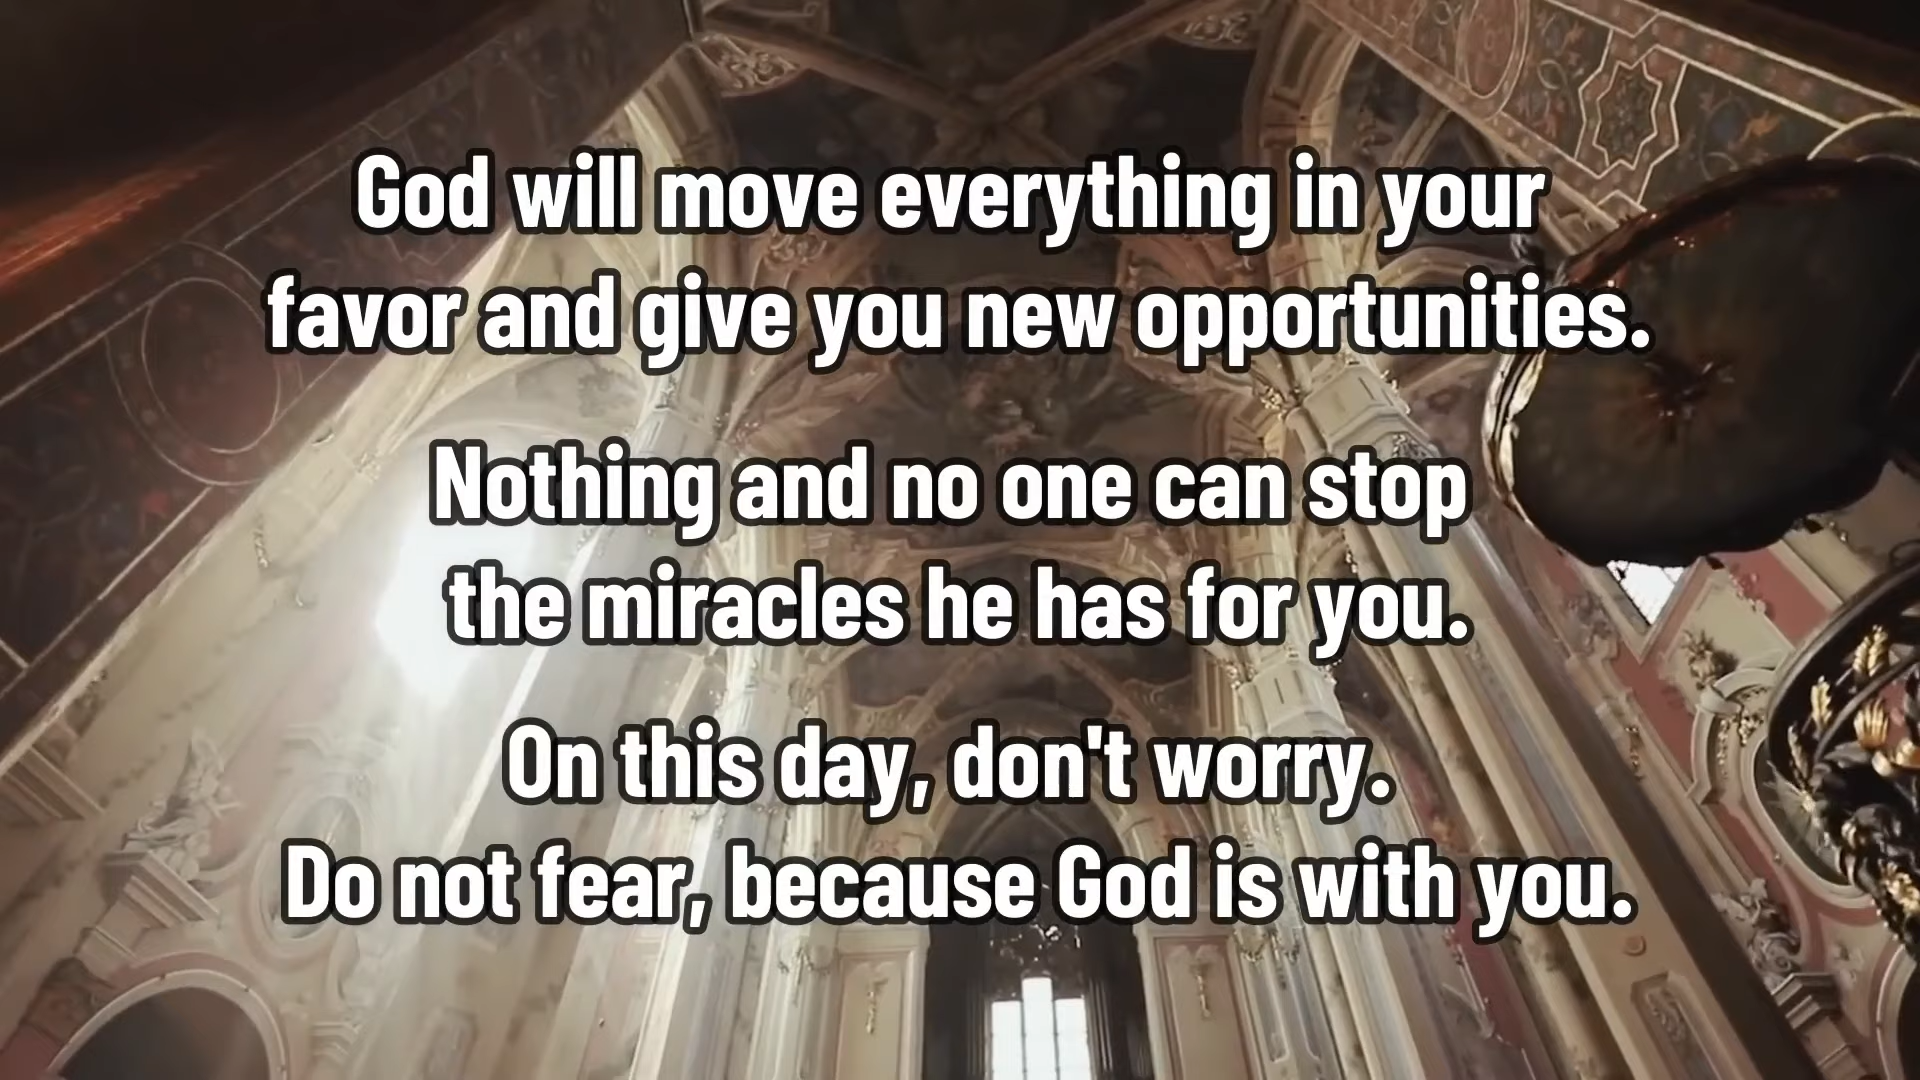 God will move everything in your
favor and give you new opportunities.
Nothing and no one can stop
the miracles he has for you.
On this day, don't worry.
Do not fear, because God is with you.